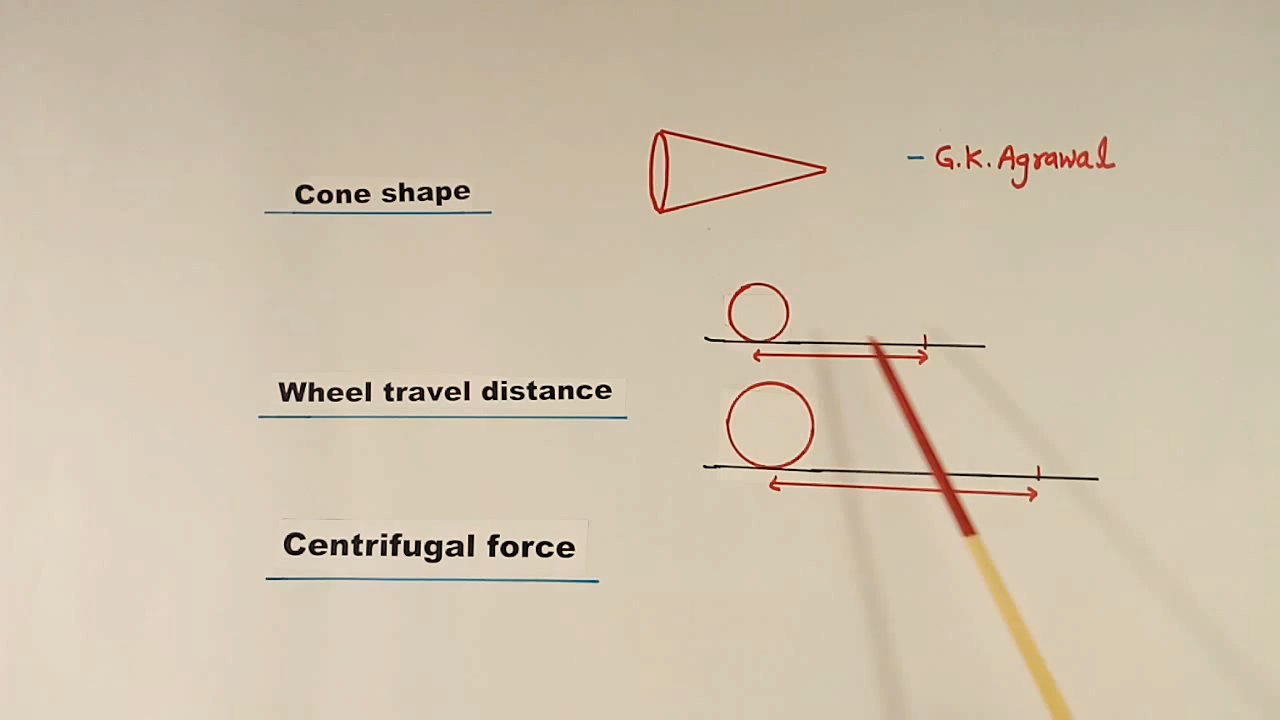 Cone shape
- G.K. Agrawal
Wheel travel distance
Centrifugal force